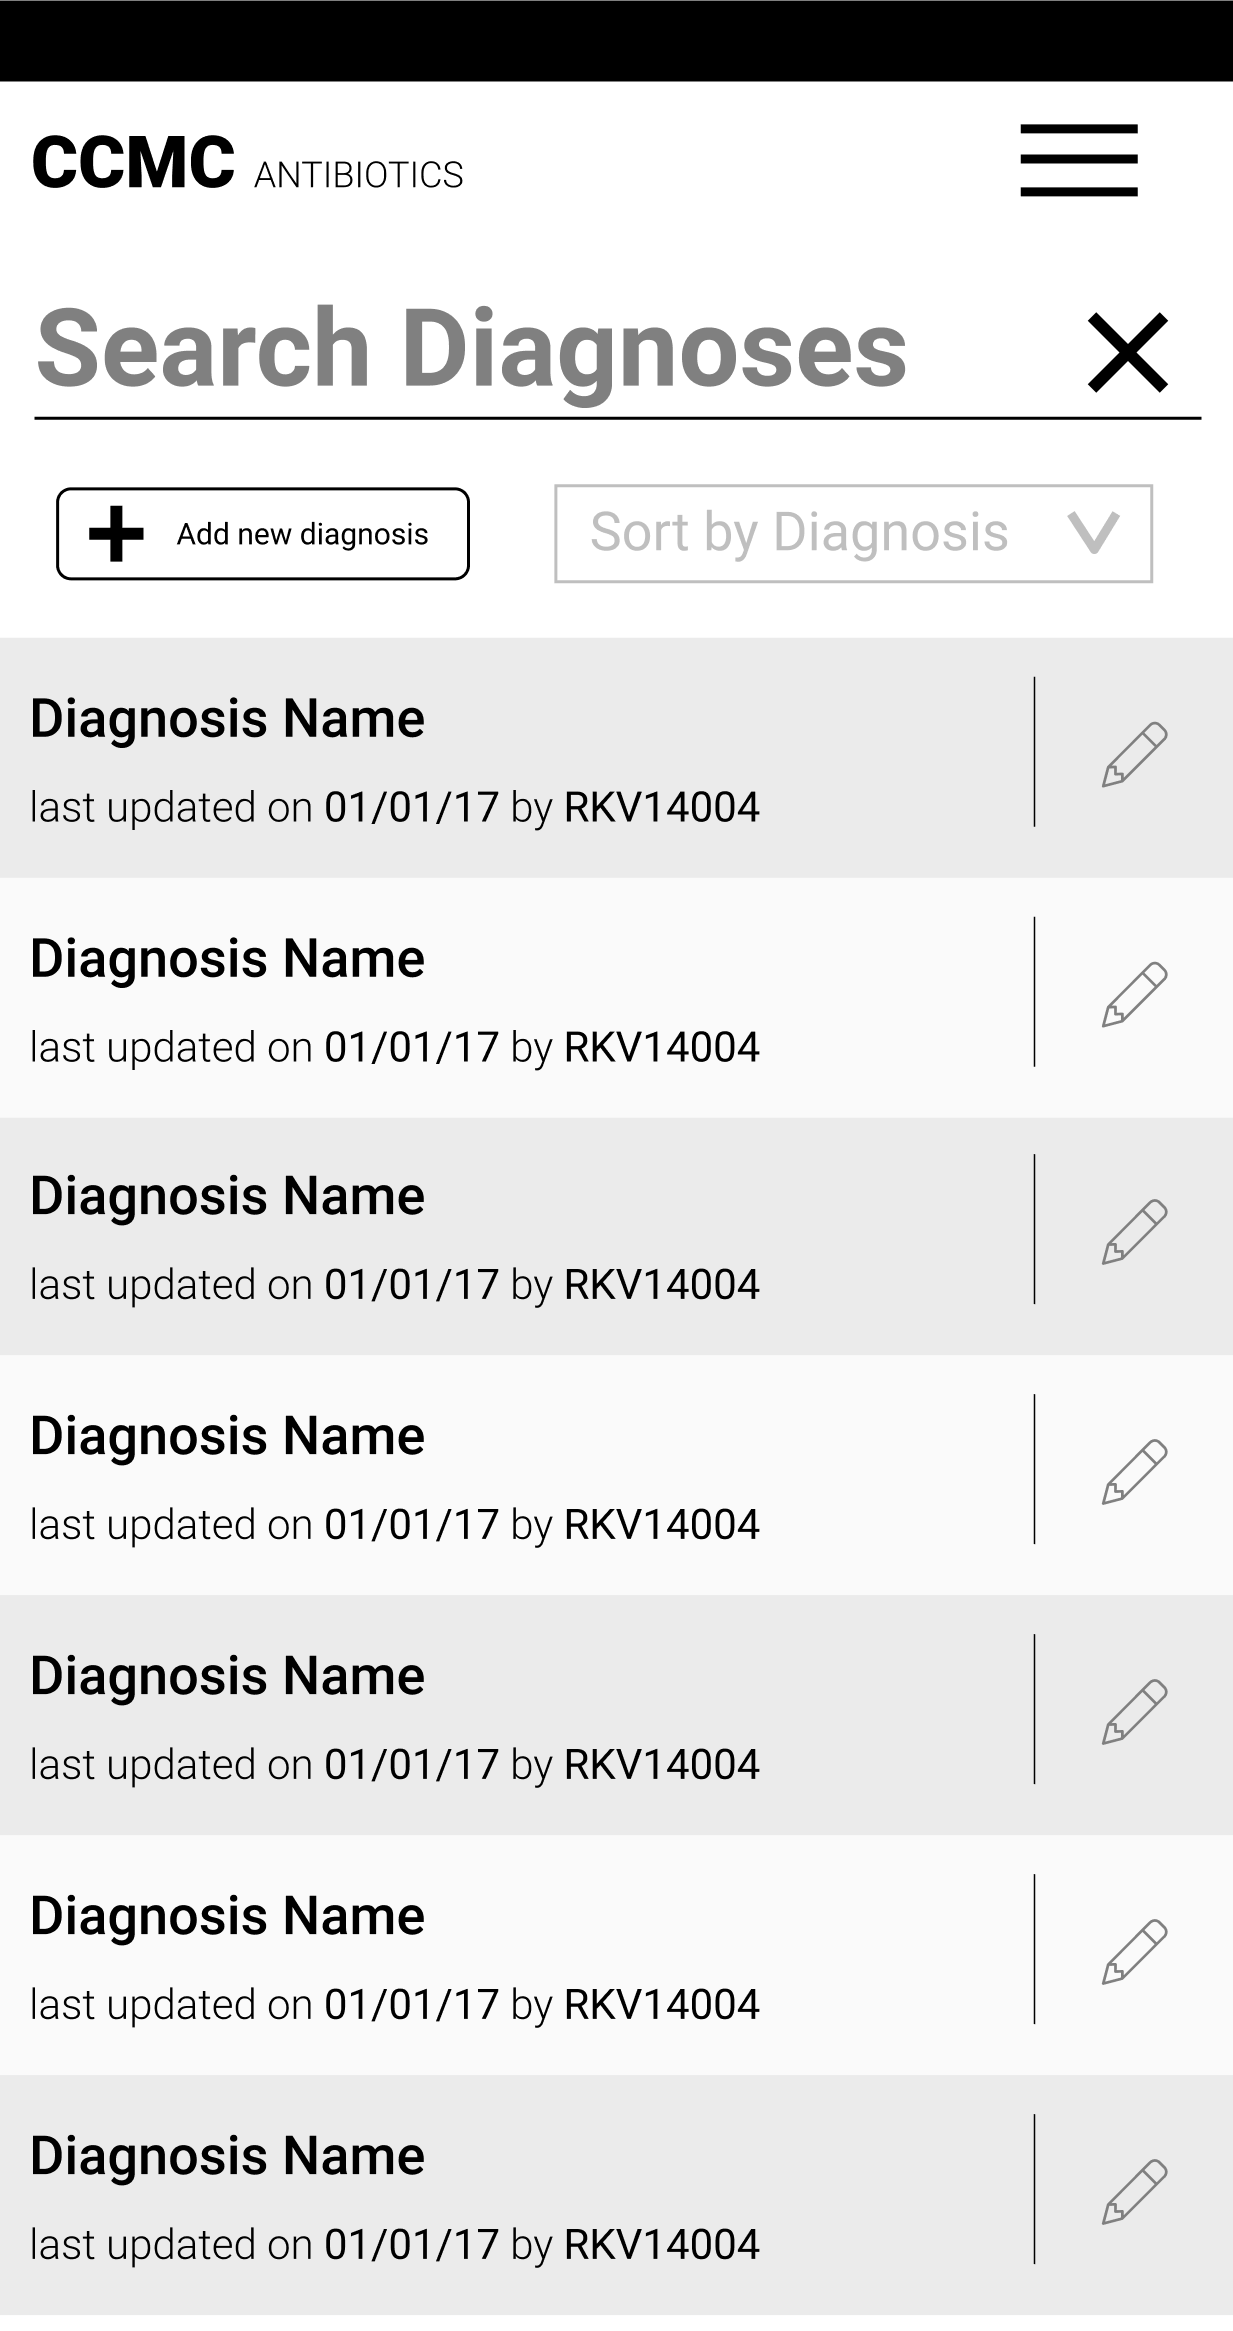 CCMC ANTIBIOTICS
Search Diagnoses
Add new diagnosis
Sort by Diagnosis
Diagnosis Name
last updated on 01/01/17 by RKV14004
Diagnosis Name
last updated on 01/01/17 by RKV14004
Diagnosis Name
last updated on 01/01/17 by RKV14004
Diagnosis Name
last updated on 01/01/17 by RKV14004
Diagnosis Name
last updated on 01/01/17 by RKV14004
Diagnosis Name
last updated on 01/01/17 by RKV14004
Diagnosis Name
last updated on 01/01/17 by RKV14004